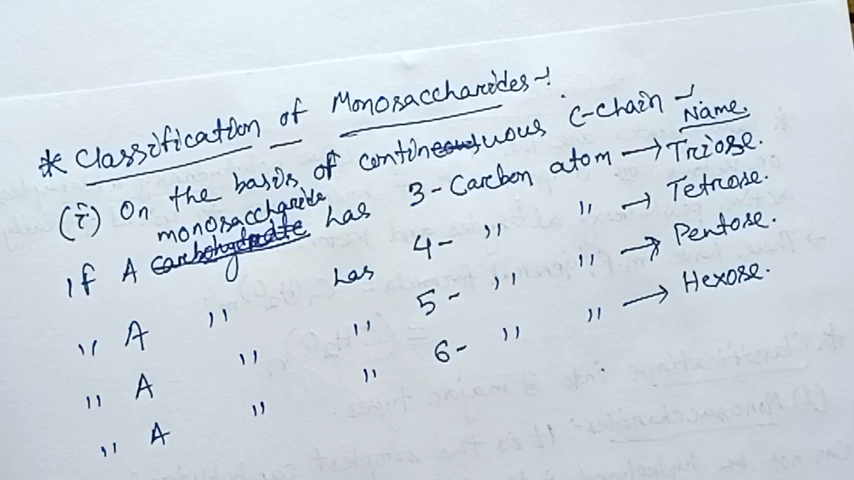 * Classification of Monosaccharides -:
(i) On the basis of continuous C-Chain -
Name.
If A monosaccharide has 3 - Carbon atom → Triose.
" A " has 4 - " " → Tetrose.
" A " " 5 - " " → Pentose.
" A " " 6 - " " → Hexose.